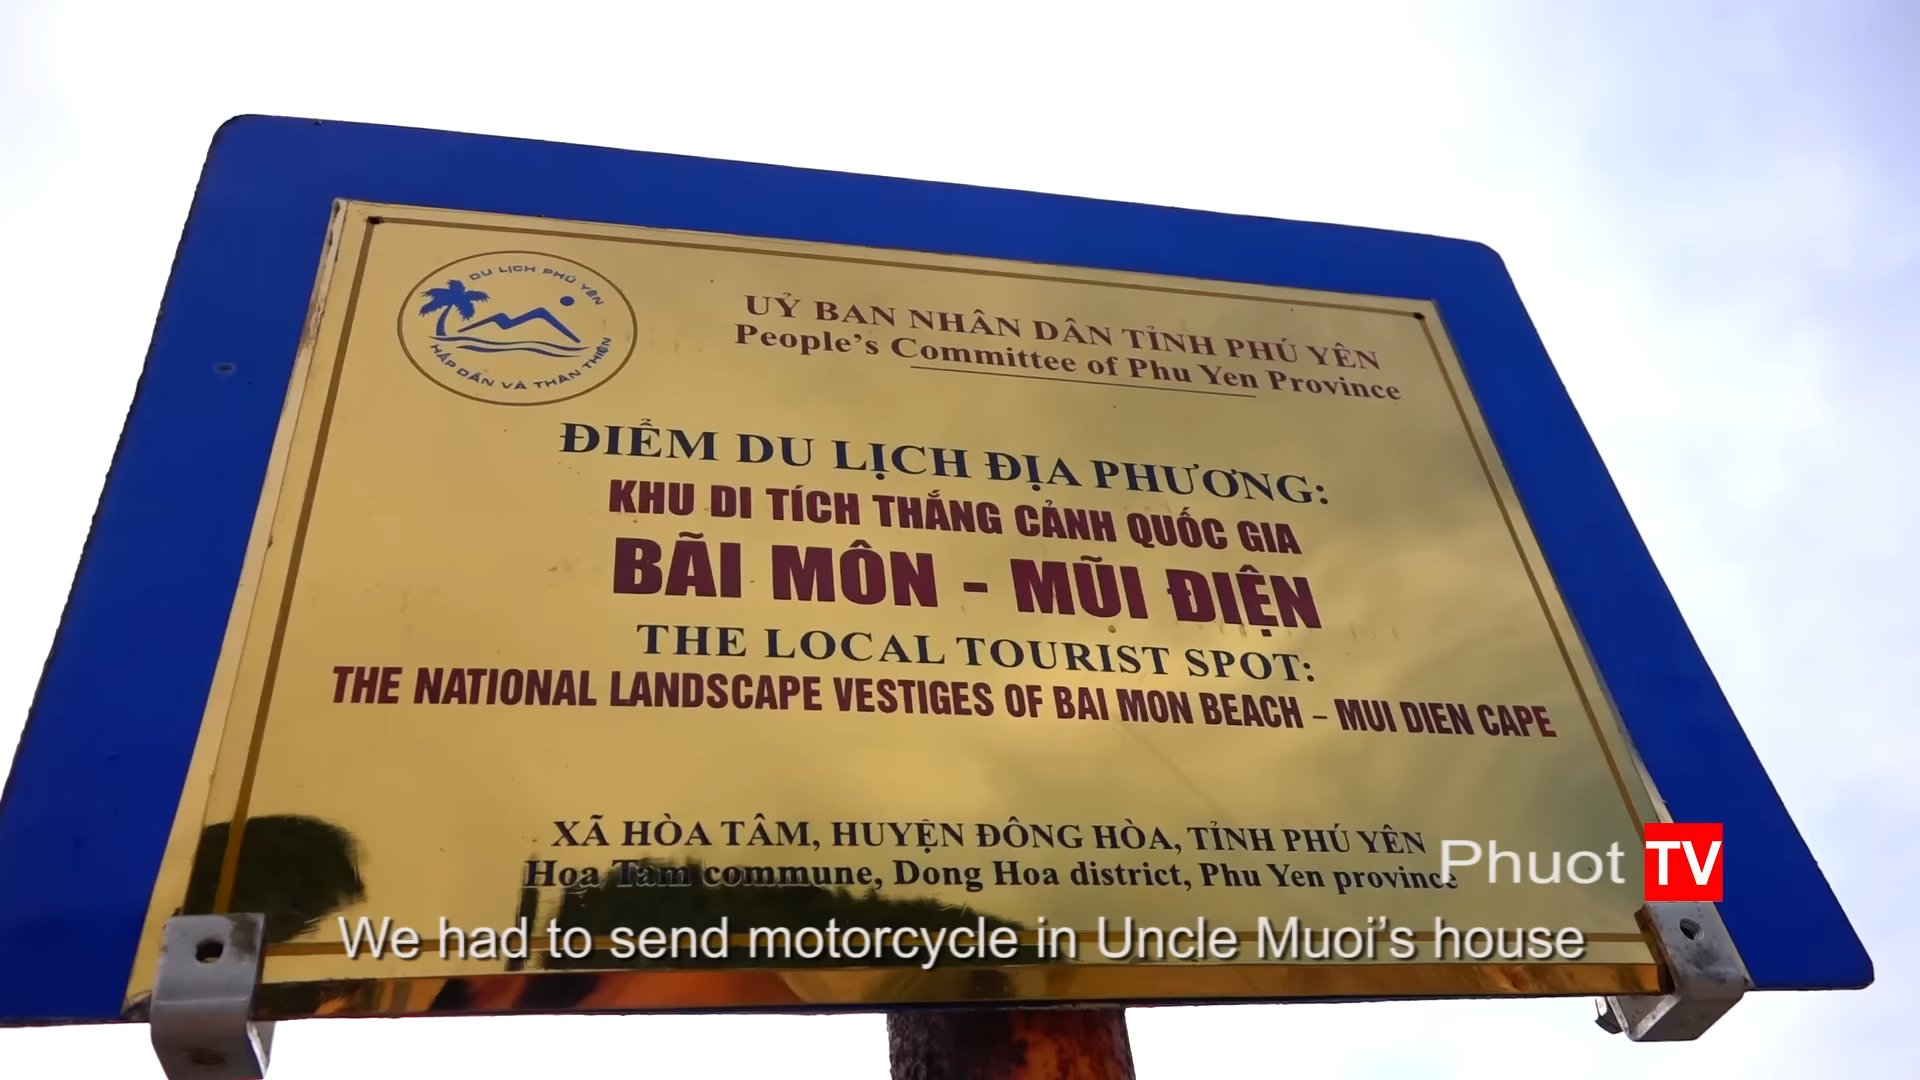 DU LỊCH PHÚ YÊN
HẤP DẪN VÀ THÂN THIỆN
UỶ BAN NHÂN DÂN TỈNH PHÚ YÊN
People's Committee of Phu Yen Province
ĐIỂM DU LỊCH ĐỊA PHƯƠNG:
KHU DI TÍCH THẮNG CẢNH QUỐC GIA
BÃI MÔN - MŨI ĐIỆN
THE LOCAL TOURIST SPOT:
THE NATIONAL LANDSCAPE VESTIGES OF BAI MON BEACH – MUI DIEN CAPE
XÃ HÒA TÂM, HUYỆN ĐÔNG HÒA, TỈNH PHÚ YÊN
Hoa Tam commune, Dong Hoa district, Phu Yen province
Phuot TV
We had to send motorcycle in Uncle Muoi's house